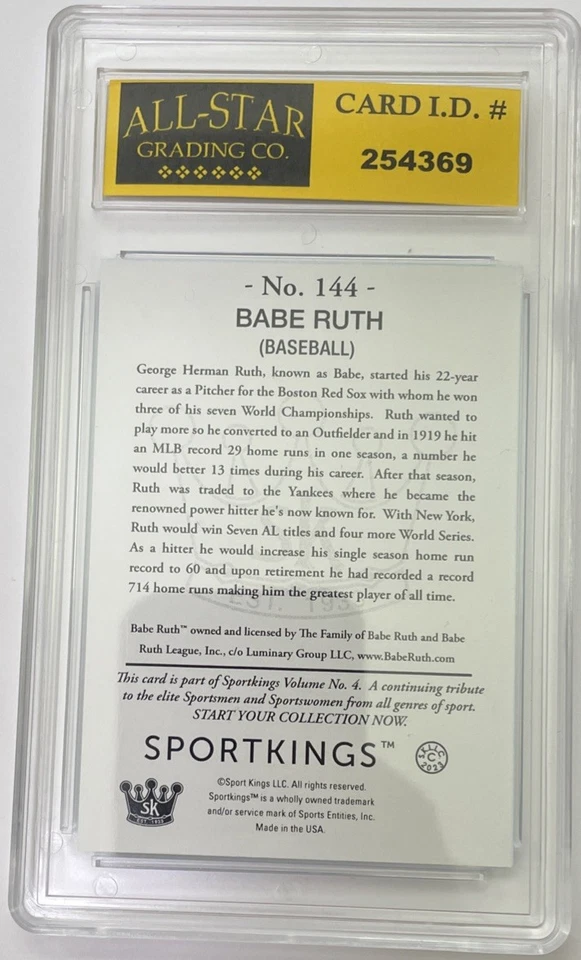 ALL-STAR
GRADING CO.
CARD I.D. #
254369
- No. 144 -
BABE RUTH
(BASEBALL)
George Herman Ruth, known as Babe, started his 22-year
career as a Pitcher for the Boston Red Sox with whom he won
three of his seven World Championships. Ruth wanted to
play more so he converted to an Outfielder and in 1919 he hit
an MLB record 29 home runs in one season, a number he
would better 13 times during his career. After that season,
Ruth was traded to the Yankees where he became the
renowned power hitter he's now known for. With New York,
Ruth would win Seven AL titles and four more World Series.
As a hitter he would increase his single season home run
record to 60 and upon retirement he had recorded a record
714 home runs making him the greatest player of all time.
Babe Ruth™ owned and licensed by The Family of Babe Ruth and Babe
Ruth League, Inc., c/o Luminary Group LLC, www.BabeRuth.com
This card is part of Sportkings Volume No. 4. A continuing tribute
to the elite Sportsmen and Sportswomen from all genres of sport.
START YOUR COLLECTION NOW.
SPORTKINGS™
SKLLC
C
2023
SK
EST. 1933
©Sport Kings LLC. All rights reserved.
Sportkings™ is a wholly owned trademark
and/or service mark of Sports Entities, Inc.
Made in the USA.